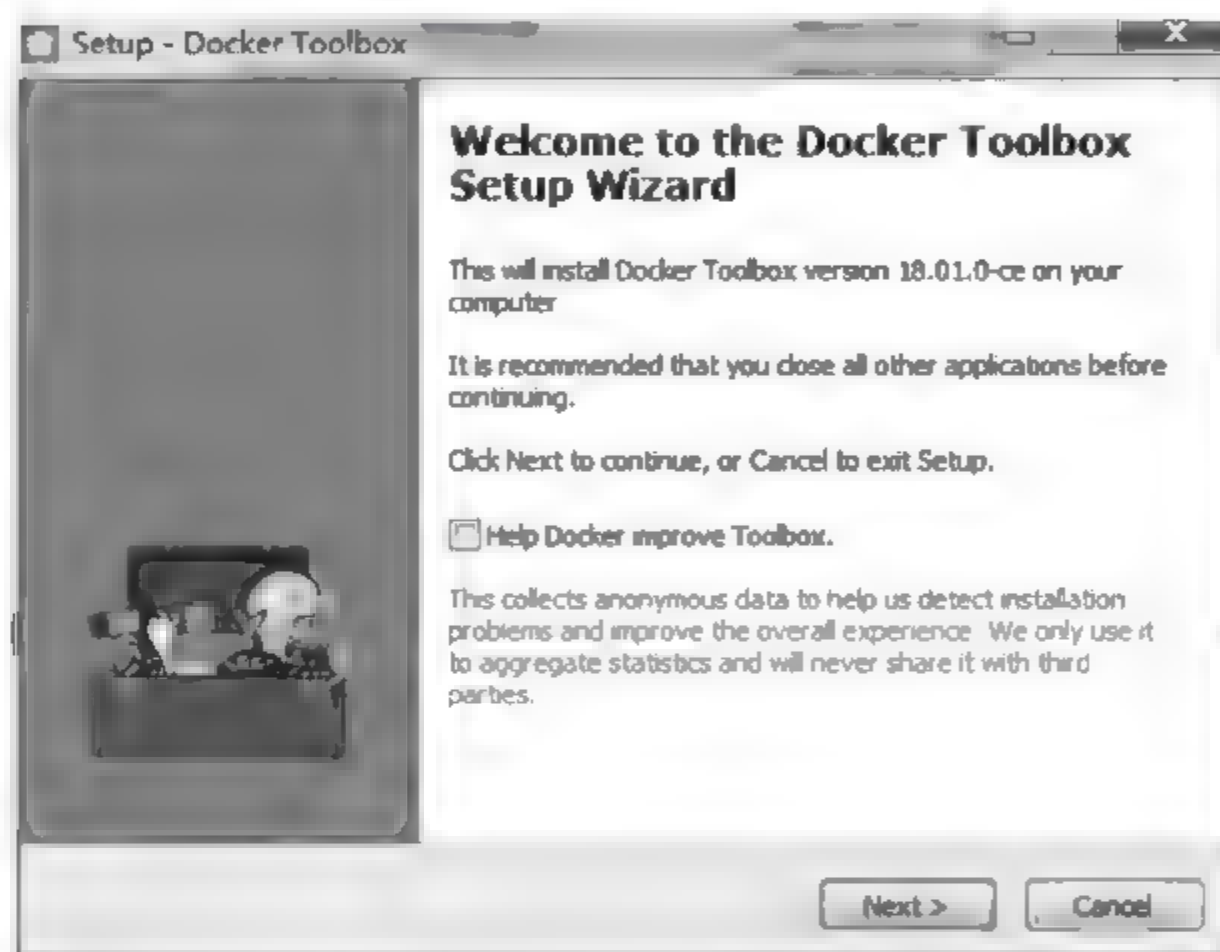 Setup - Docker Toolbox
Welcome to the Docker Toolbox
Setup Wizard
This will install Docker Toolbox version 18.01.0-ce on your
computer
It is recommended that you close all other applications before
continuing.
Click Next to continue, or Cancel to exit Setup.
Help Docker improve Toolbox.
This collects anonymous data to help us detect installation
problems and improve the overall experience. We only use it
to aggregate statistics and will never share it with third
parties.
Next >
Cancel